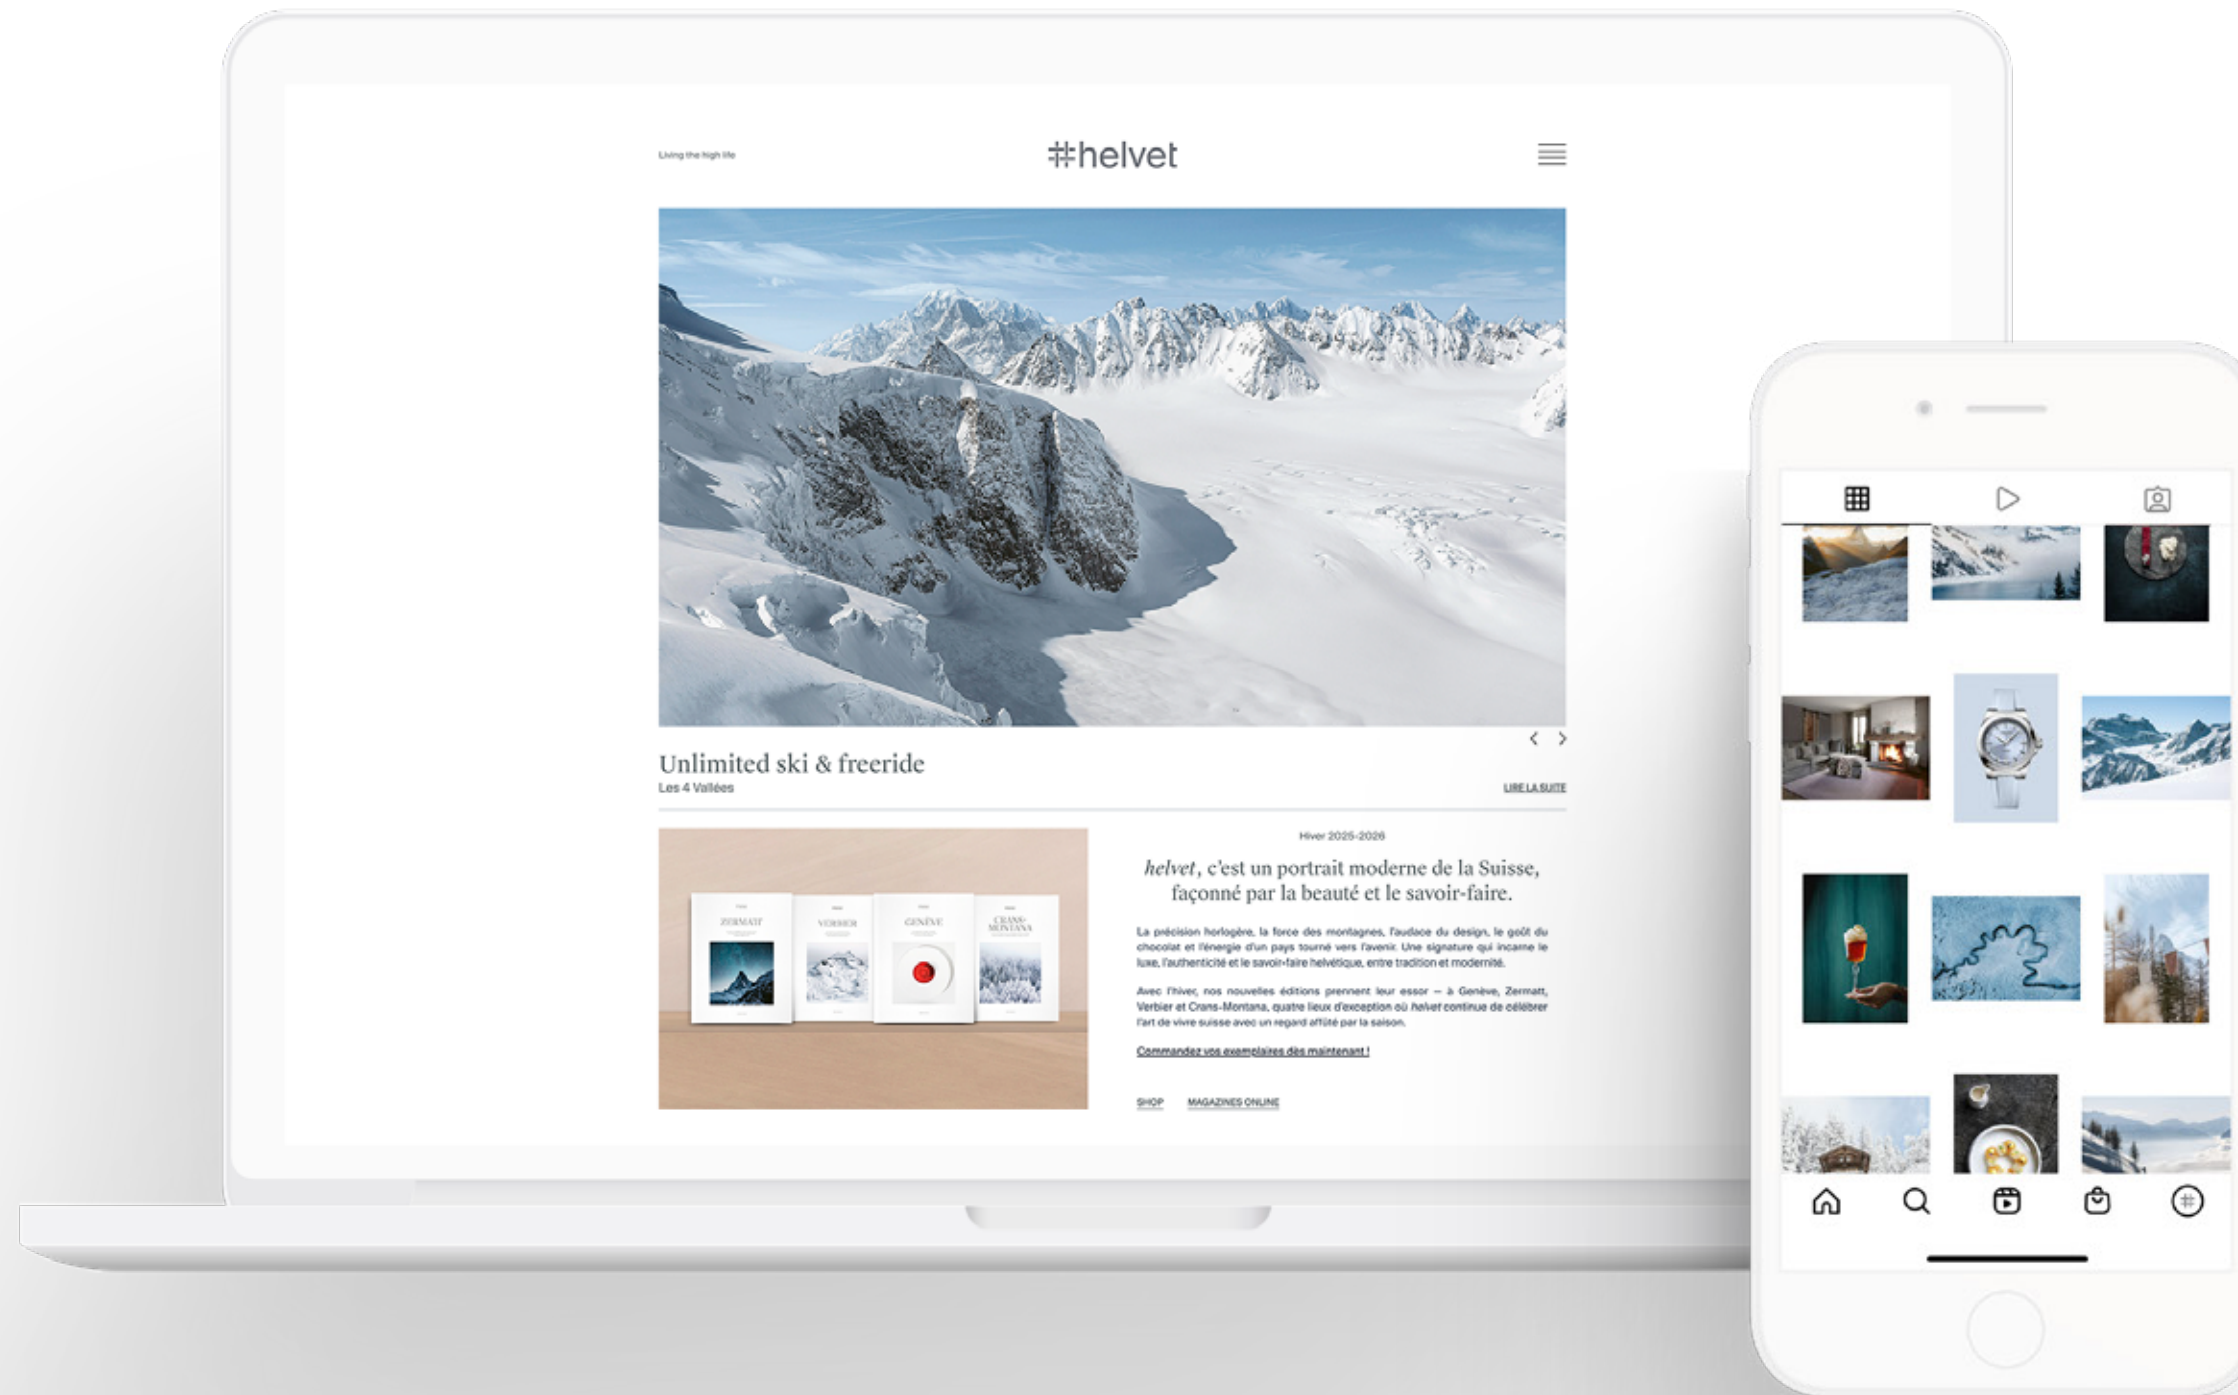 Living the high life
#helvet
Unlimited ski & freeride
Les 4 Vallées
LIRE LA SUITE
ZERMATT
VERBIER
GENÈVE
CRANS-
MONTANA
Hiver 2025-2026
helvet, c'est un portrait moderne de la Suisse,
façonné par la beauté et le savoir-faire.
La précision horlogère, la force des montagnes, l'audace du design, le goût du
chocolat et l'énergie d'un pays tourné vers l'avenir. Une signature qui incarne le
luxe, l'authenticité et le savoir-faire helvétique, entre tradition et modernité.
Avec l'hiver, nos nouvelles éditions prennent leur essor – à Genève, Zermatt,
Verbier et Crans-Montana, quatre lieux d'exception où helvet continue de célébrer
l'art de vivre suisse avec un regard affûté par la saison.
Commandez vos exemplaires dès maintenant !
SHOP
MAGAZINES ONLINE